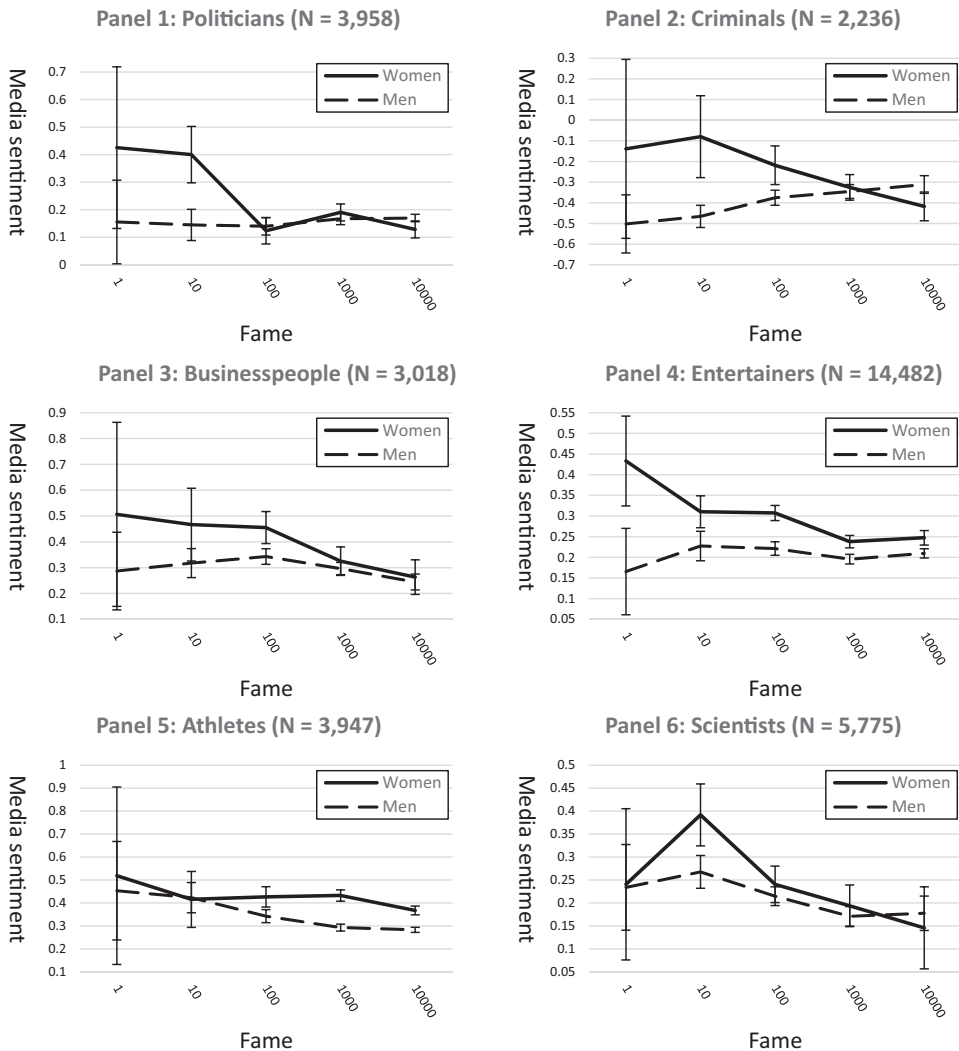 Panel 1: Politicians (N = 3,958)
Media sentiment
0.7
0.6
0.5
0.4
0.3
0.2
0.1
0
Women
Men
1
10
100
1000
10000
Fame
Panel 2: Criminals (N = 2,236)
Media sentiment
0.3
0.2
0.1
0
-0.1
-0.2
-0.3
-0.4
-0.5
-0.6
-0.7
Women
Men
1
10
100
1000
10000
Fame
Panel 3: Businesspeople (N = 3,018)
Media sentiment
0.9
0.8
0.7
0.6
0.5
0.4
0.3
0.2
0.1
Women
Men
1
10
100
1000
10000
Fame
Panel 4: Entertainers (N = 14,482)
Media sentiment
0.55
0.5
0.45
0.4
0.35
0.3
0.25
0.2
0.15
0.1
0.05
Women
Men
1
10
100
1000
10000
Fame
Panel 5: Athletes (N = 3,947)
Media sentiment
1
0.9
0.8
0.7
0.6
0.5
0.4
0.3
0.2
0.1
Women
Men
1
10
100
1000
10000
Fame
Panel 6: Scientists (N = 5,775)
Media sentiment
0.5
0.45
0.4
0.35
0.3
0.25
0.2
0.15
0.1
0.05
Women
Men
1
10
100
1000
10000
Fame